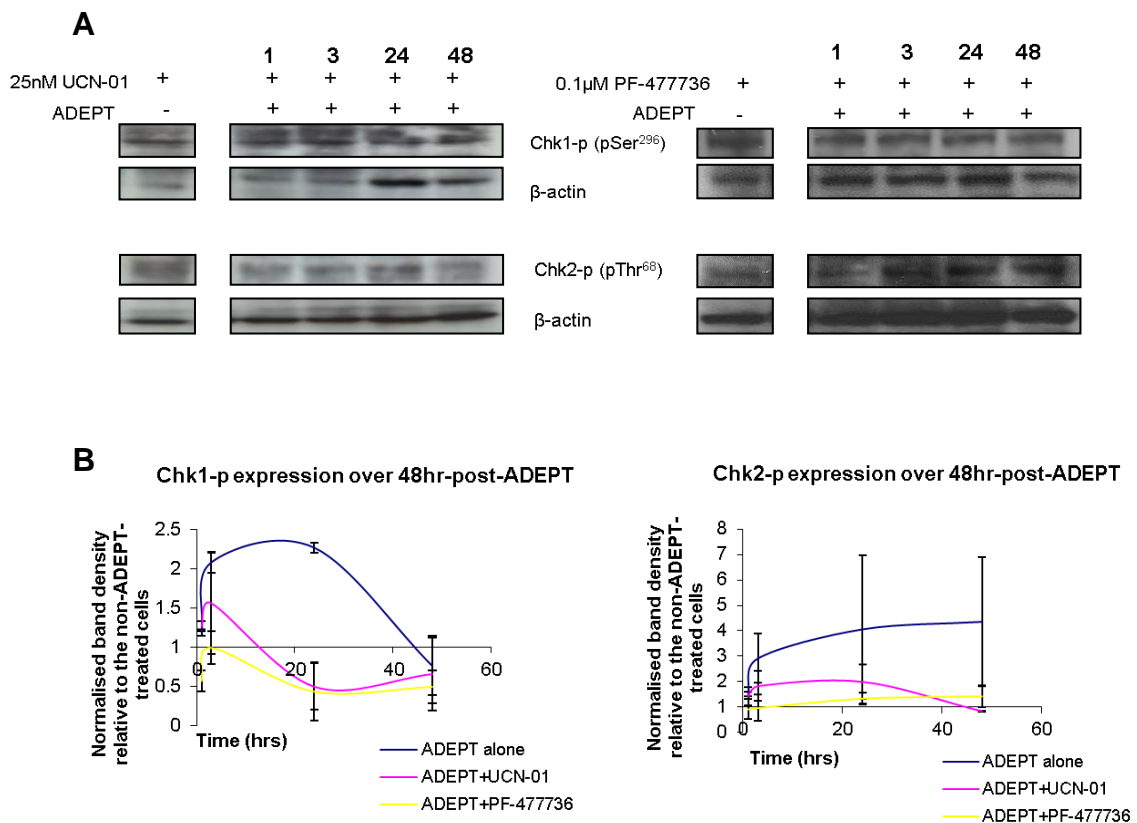 A
1 3 24 48
25nM UCN-01 + + + + +
ADEPT - + + + +
1 3 24 48
0.1µM PF-477736 + + + + +
ADEPT - + + + +
Chk1-p (pSer296)
β-actin
Chk2-p (pThr68)
β-actin
B
Chk1-p expression over 48hr-post-ADEPT
Normalised band density
relative to the non-ADEPT-
treated cells
2.5
2
1.5
1
0.5
0
0 20 40 60
Time (hrs)
ADEPT alone
ADEPT+UCN-01
ADEPT+PF-477736
Chk2-p expression over 48hr-post-ADEPT
Normalised band density
relative to the non-ADEPT-
treated cells
8
7
6
5
4
3
2
1
0
0 20 40 60
Time (hrs)
ADEPT alone
ADEPT+UCN-01
ADEPT+PF-477736